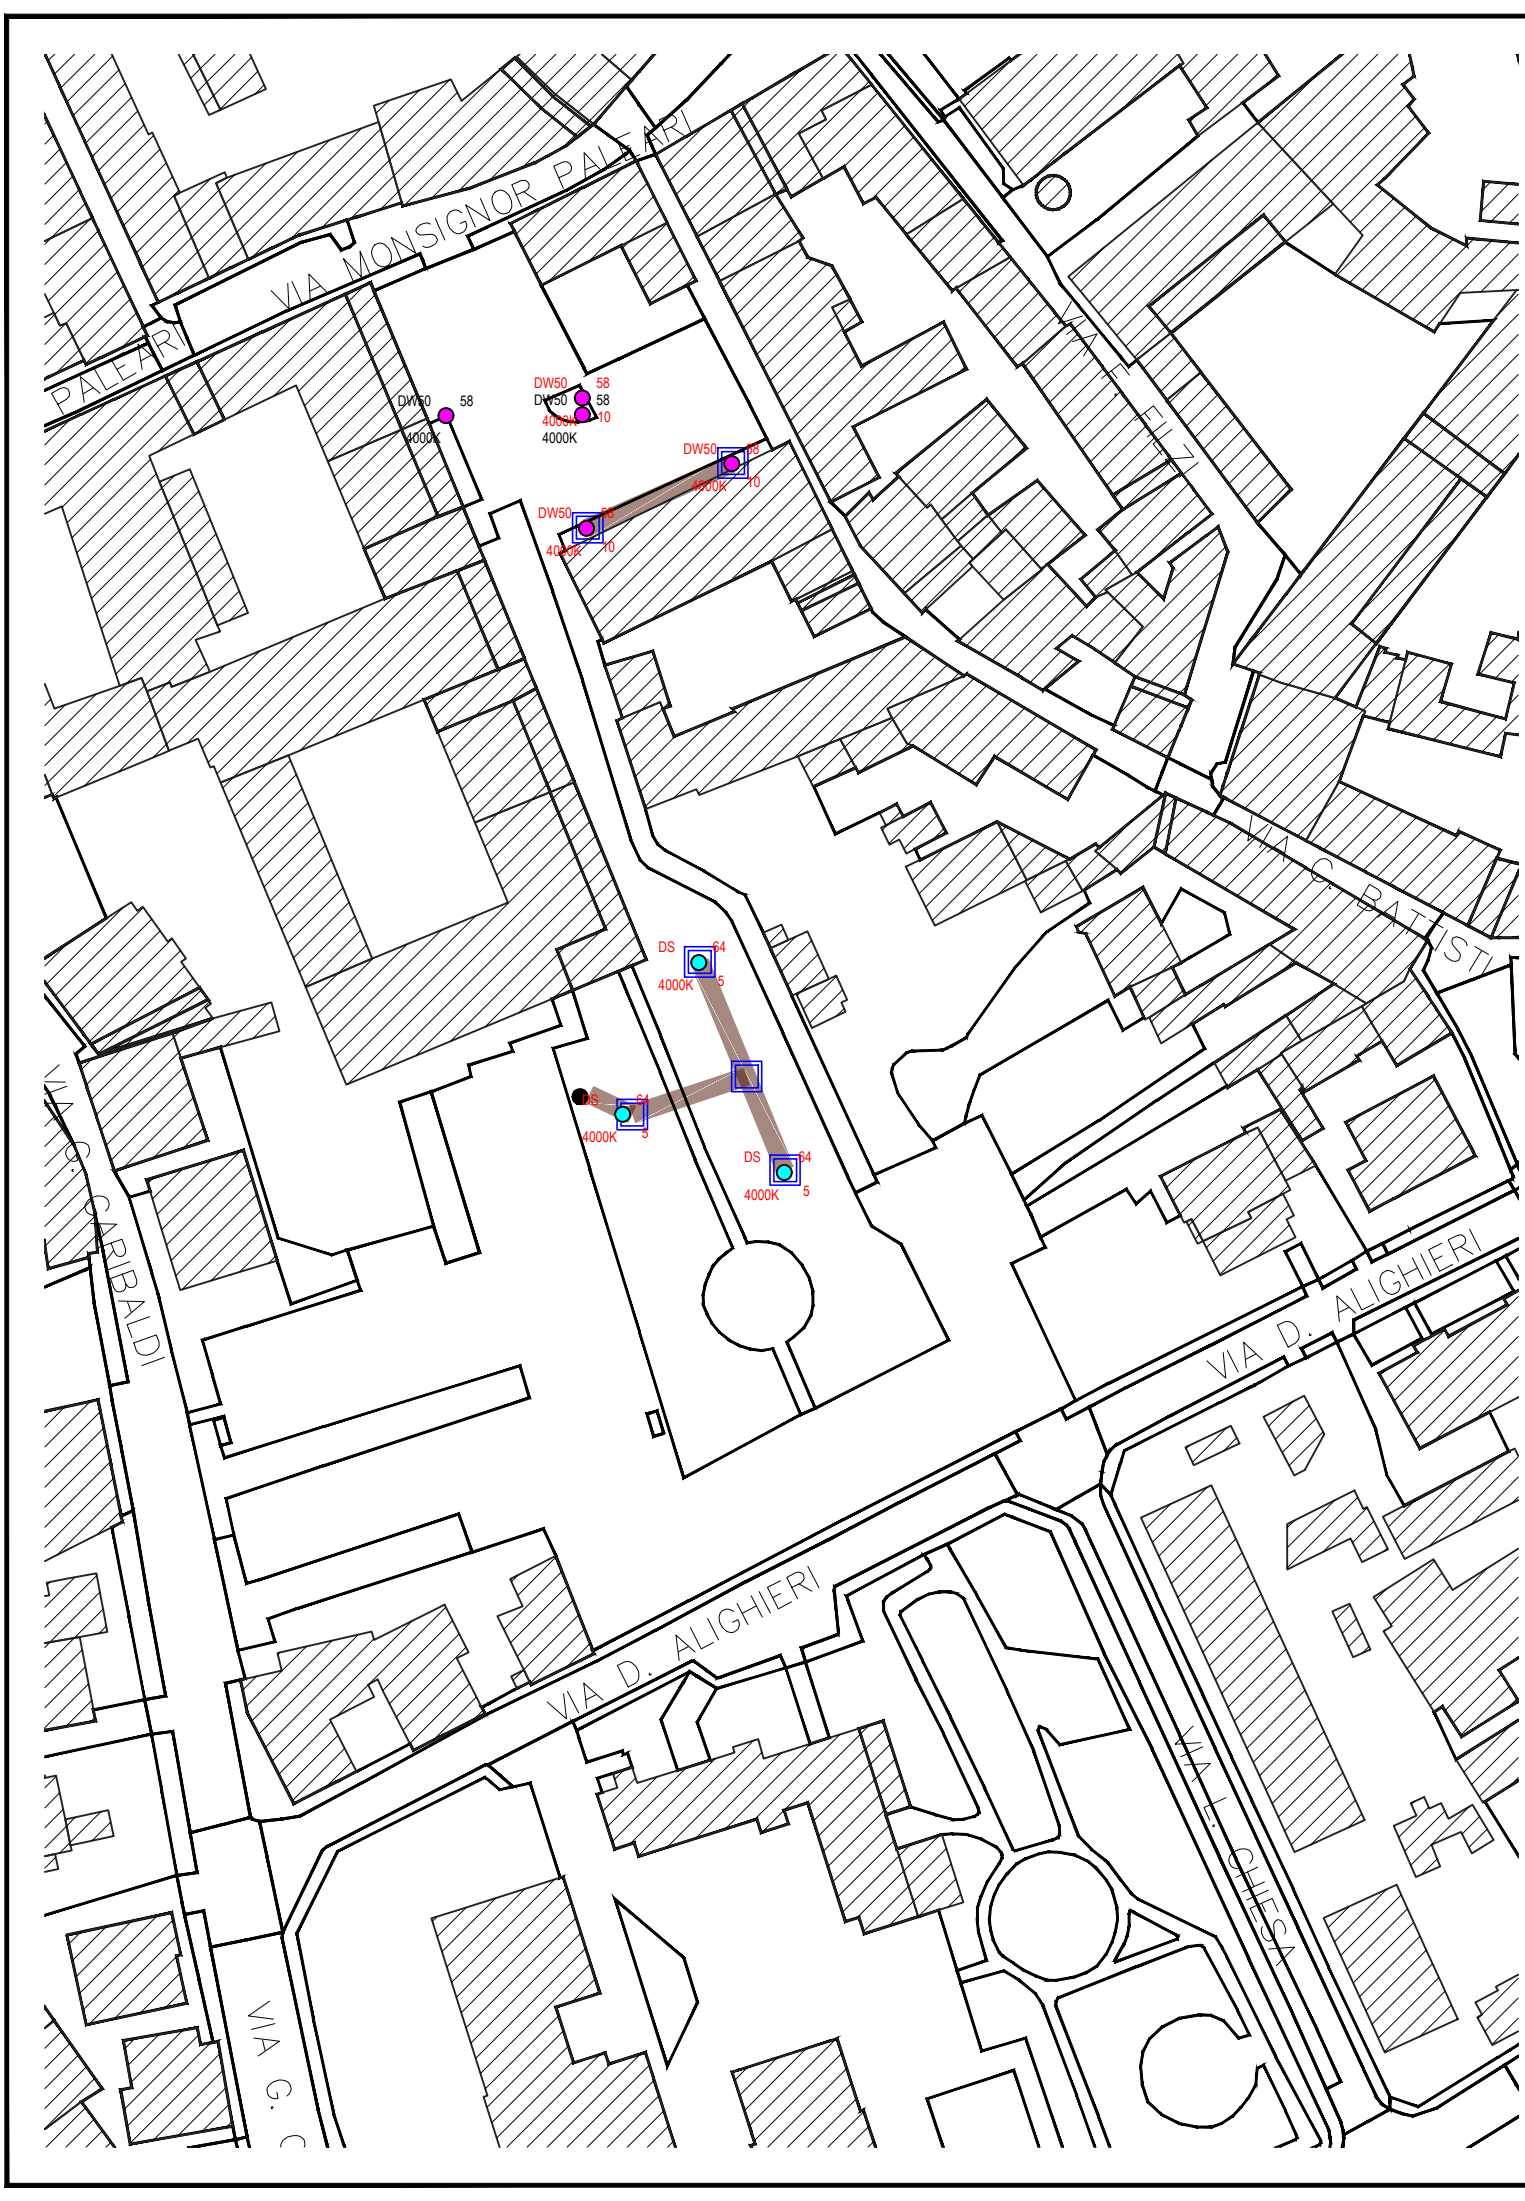 VIA MONSIGNOR PALEARI
PALEARI
DW50 58
4000K
DW50 58
DW50 58
4000K 10
4000K
DW50 58
4000K 10
DW50 58
4000K 10
VIA C. BATTISTI
DS 64
4000K 5
DS 64
4000K 5
DS 64
4000K 5
VIA G. GARIBALDI
VIA D. ALIGHIERI
VIA D. ALIGHIERI
VIA L. CHIESA
VIA G.